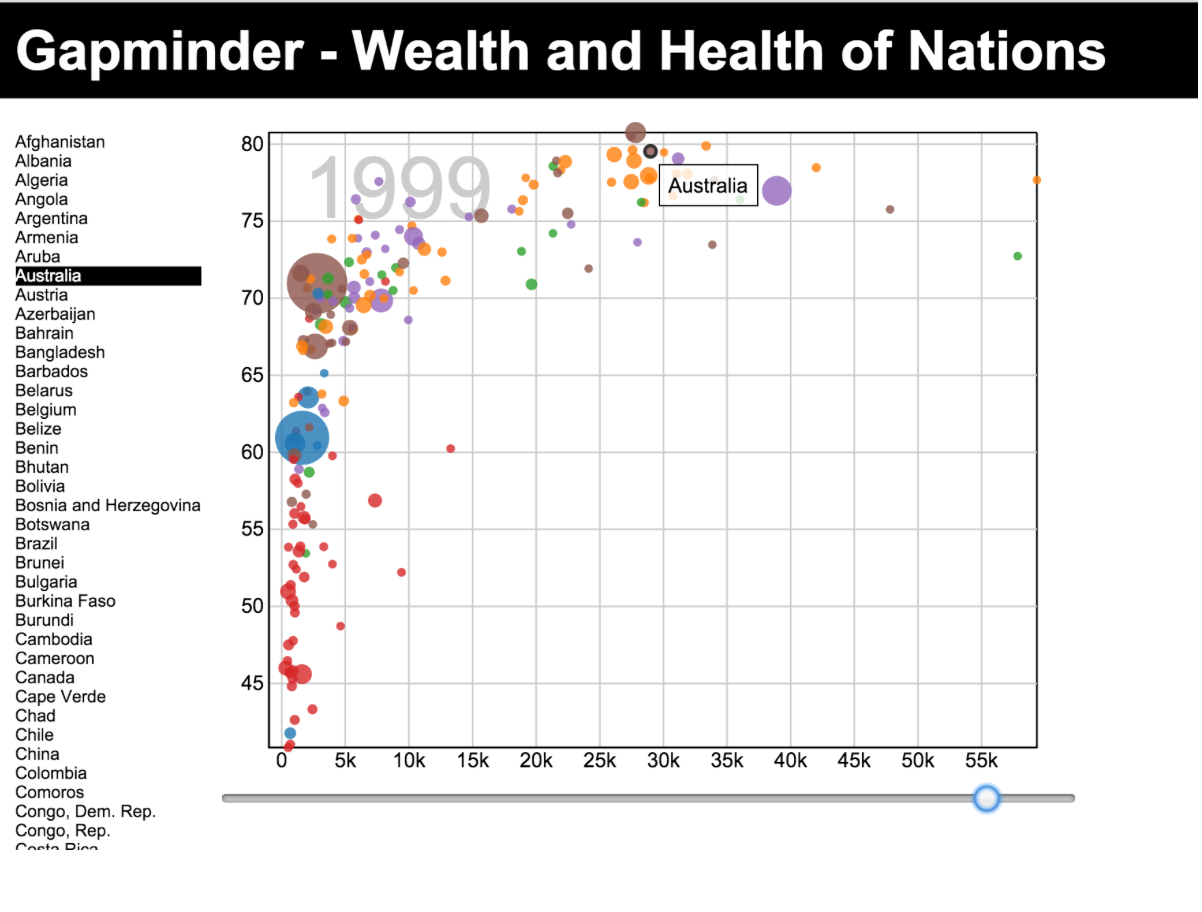 Gapminder - Wealth and Health of Nations
Afghanistan
Albania
Algeria
Angola
Argentina
Armenia
Aruba
Australia
Austria
Azerbaijan
Bahrain
Bangladesh
Barbados
Belarus
Belgium
Belize
Benin
Bhutan
Bolivia
Bosnia and Herzegovina
Botswana
Brazil
Brunei
Bulgaria
Burkina Faso
Burundi
Cambodia
Cameroon
Canada
Cape Verde
Chad
Chile
China
Colombia
Comoros
Congo, Dem. Rep.
Congo, Rep.
Costa Rica
1999
Australia
80
75
70
65
60
55
50
45
0 5k 10k 15k 20k 25k 30k 35k 40k 45k 50k 55k